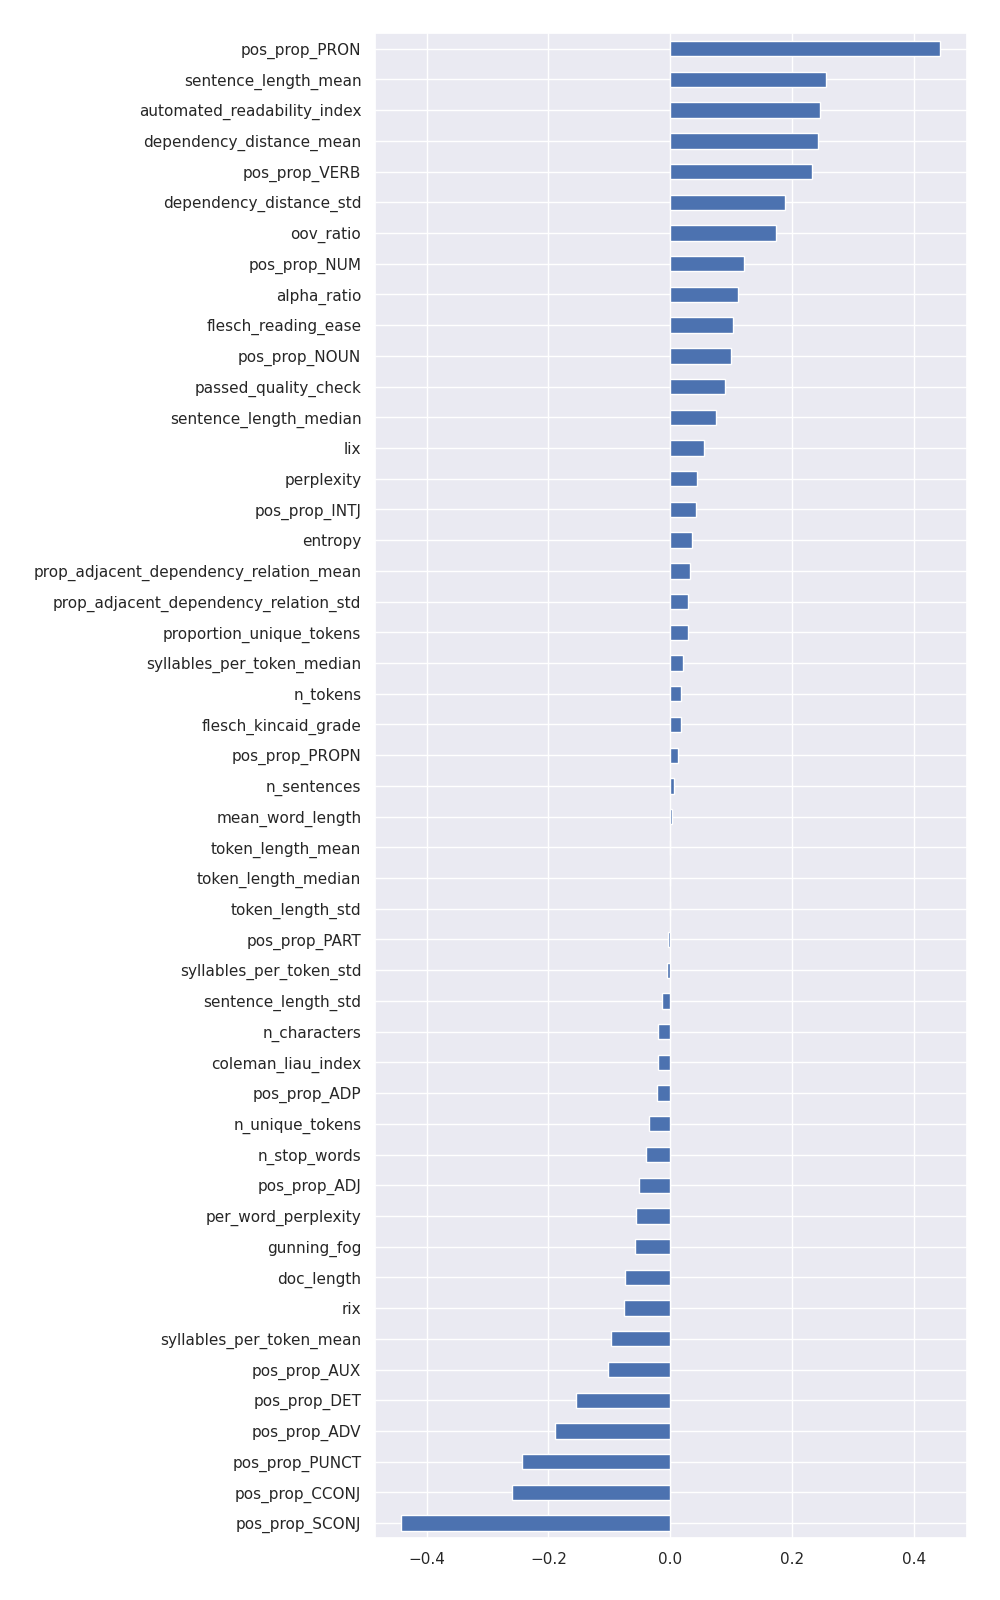 pos_prop_PRON
sentence_length_mean
automated_readability_index
dependency_distance_mean
pos_prop_VERB
dependency_distance_std
oov_ratio
pos_prop_NUM
alpha_ratio
flesch_reading_ease
pos_prop_NOUN
passed_quality_check
sentence_length_median
lix
perplexity
pos_prop_INTJ
entropy
prop_adjacent_dependency_relation_mean
prop_adjacent_dependency_relation_std
proportion_unique_tokens
syllables_per_token_median
n_tokens
flesch_kincaid_grade
pos_prop_PROPN
n_sentences
mean_word_length
token_length_mean
token_length_median
token_length_std
pos_prop_PART
syllables_per_token_std
sentence_length_std
n_characters
coleman_liau_index
pos_prop_ADP
n_unique_tokens
n_stop_words
pos_prop_ADJ
per_word_perplexity
gunning_fog
doc_length
rix
syllables_per_token_mean
pos_prop_AUX
pos_prop_DET
pos_prop_ADV
pos_prop_PUNCT
pos_prop_CCONJ
pos_prop_SCONJ
−0.4 −0.2 0.0 0.2 0.4